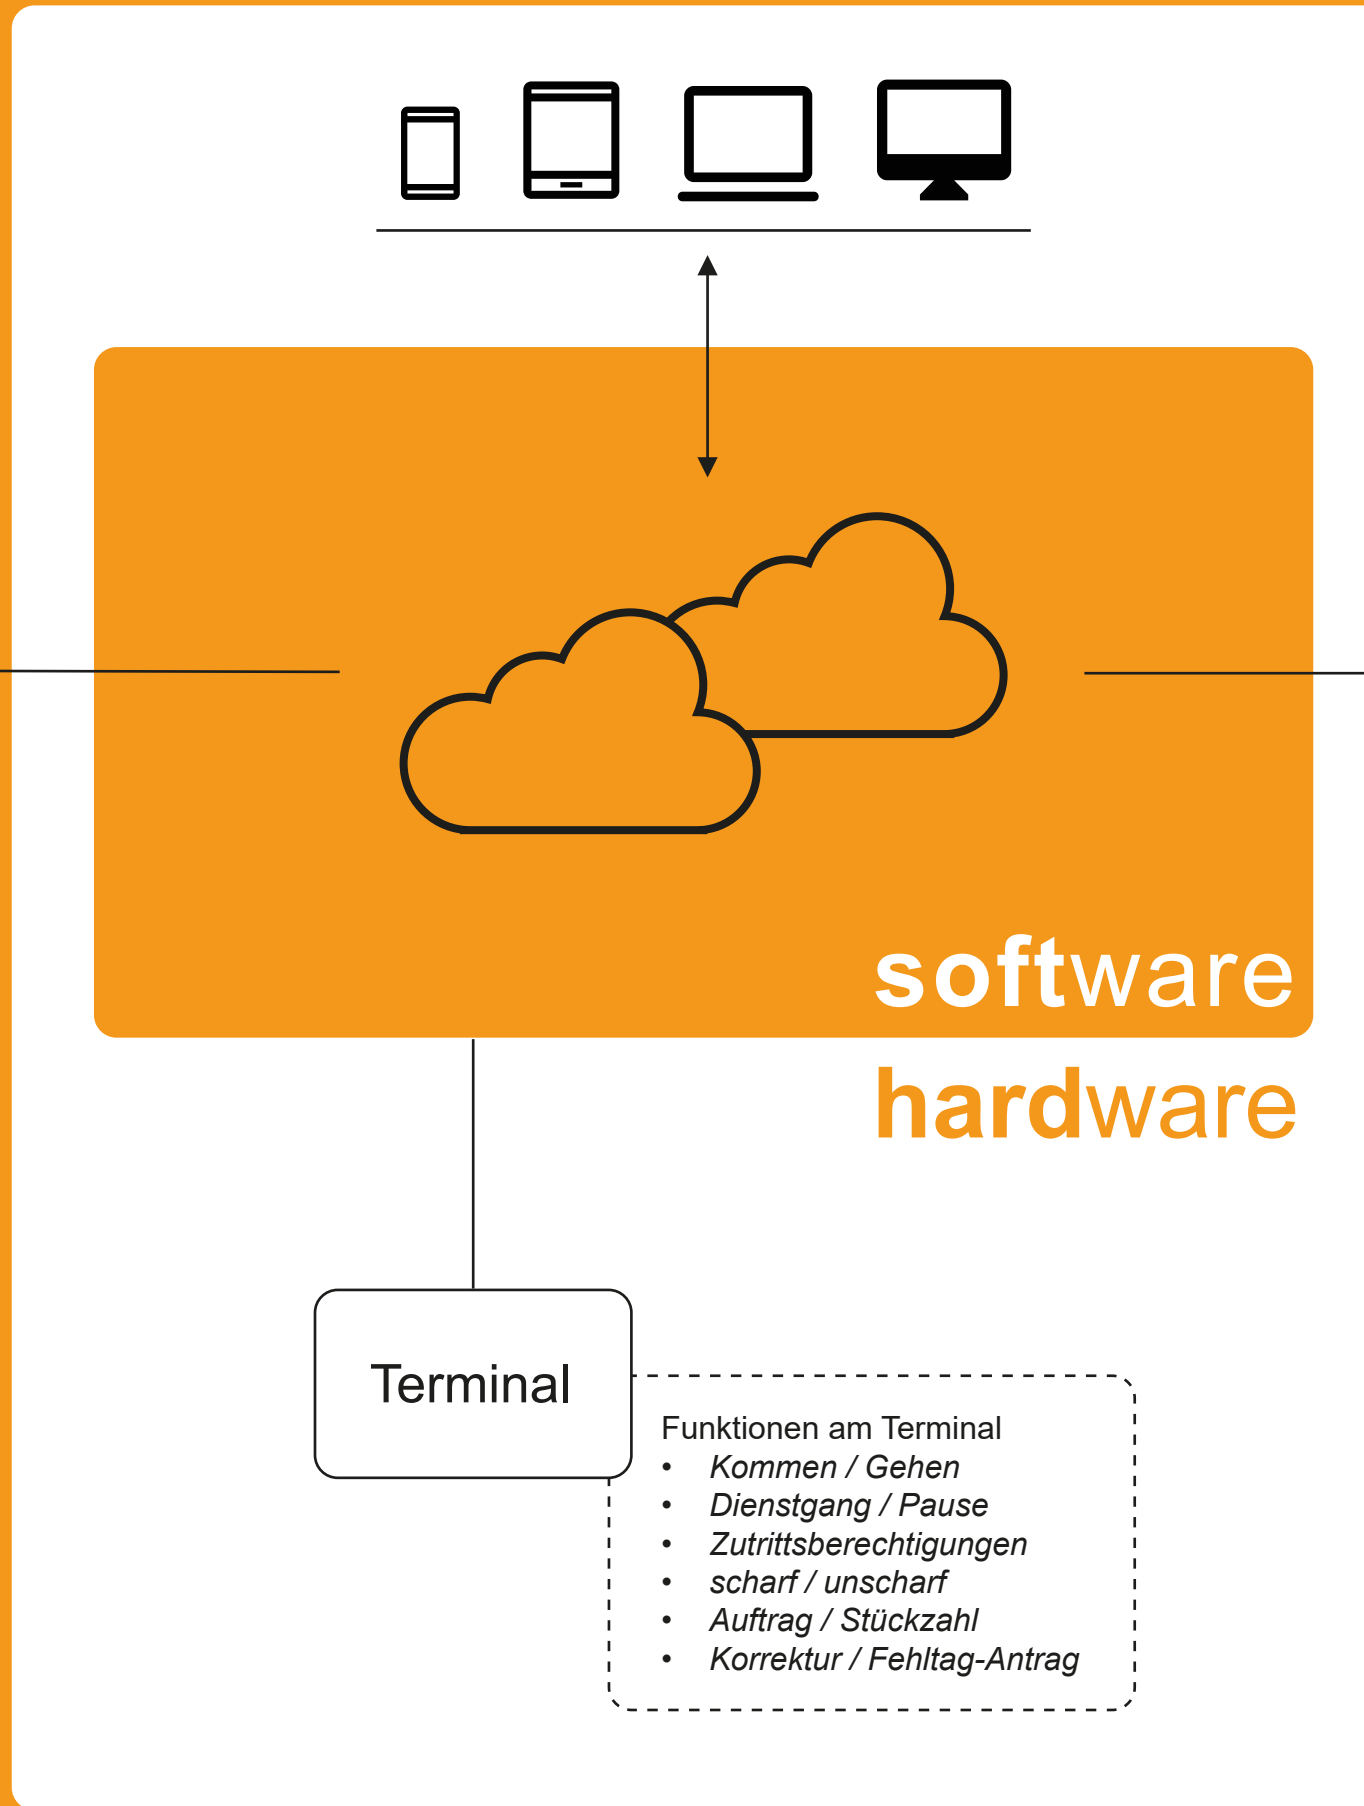 software
hardware
Terminal
Funktionen am Terminal
• Kommen / Gehen
• Dienstgang / Pause
• Zutrittsberechtigungen
• scharf / unscharf
• Auftrag / Stückzahl
• Korrektur / Fehltag-Antrag